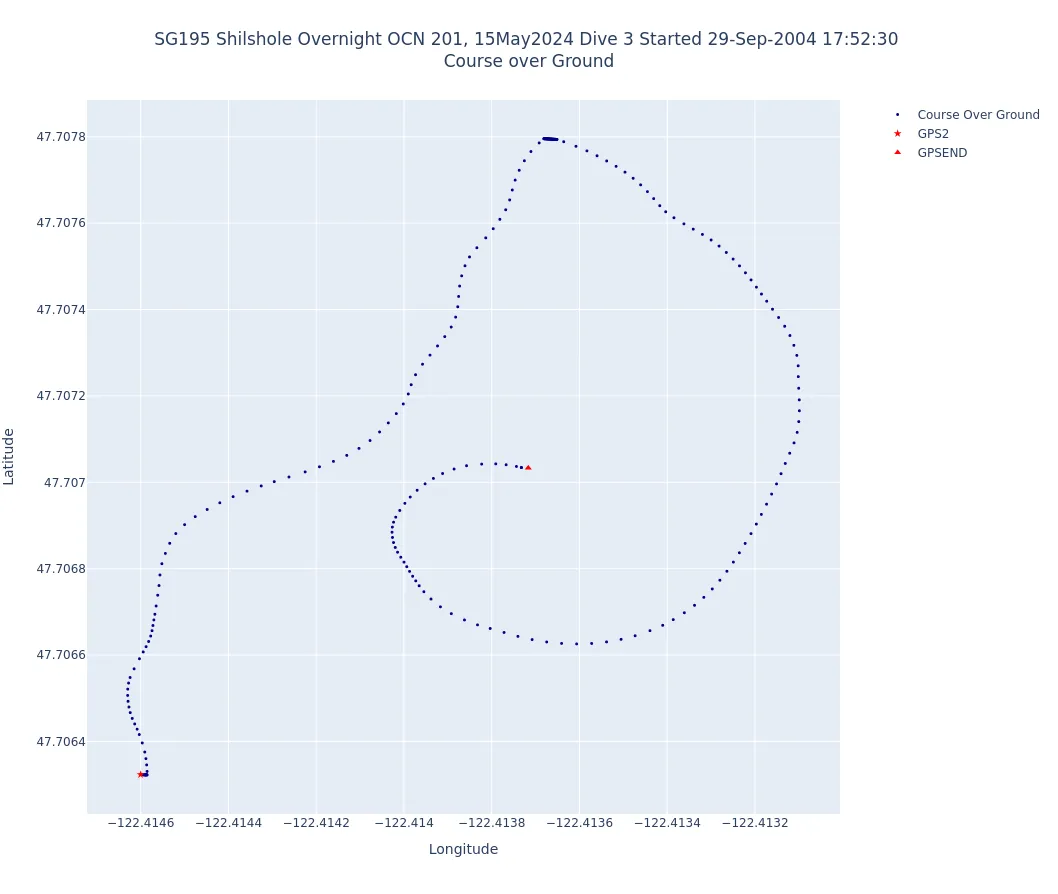 SG195 Shilshole Overnight OCN 201, 15May2024 Dive 3 Started 29-Sep-2004 17:52:30
Course over Ground
Course Over Ground
GPS2
GPSEND
47.7078
47.7076
47.7074
47.7072
47.707
47.7068
47.7066
47.7064
Latitude
−122.4146
−122.4144
−122.4142
−122.414
−122.4138
−122.4136
−122.4134
−122.4132
Longitude